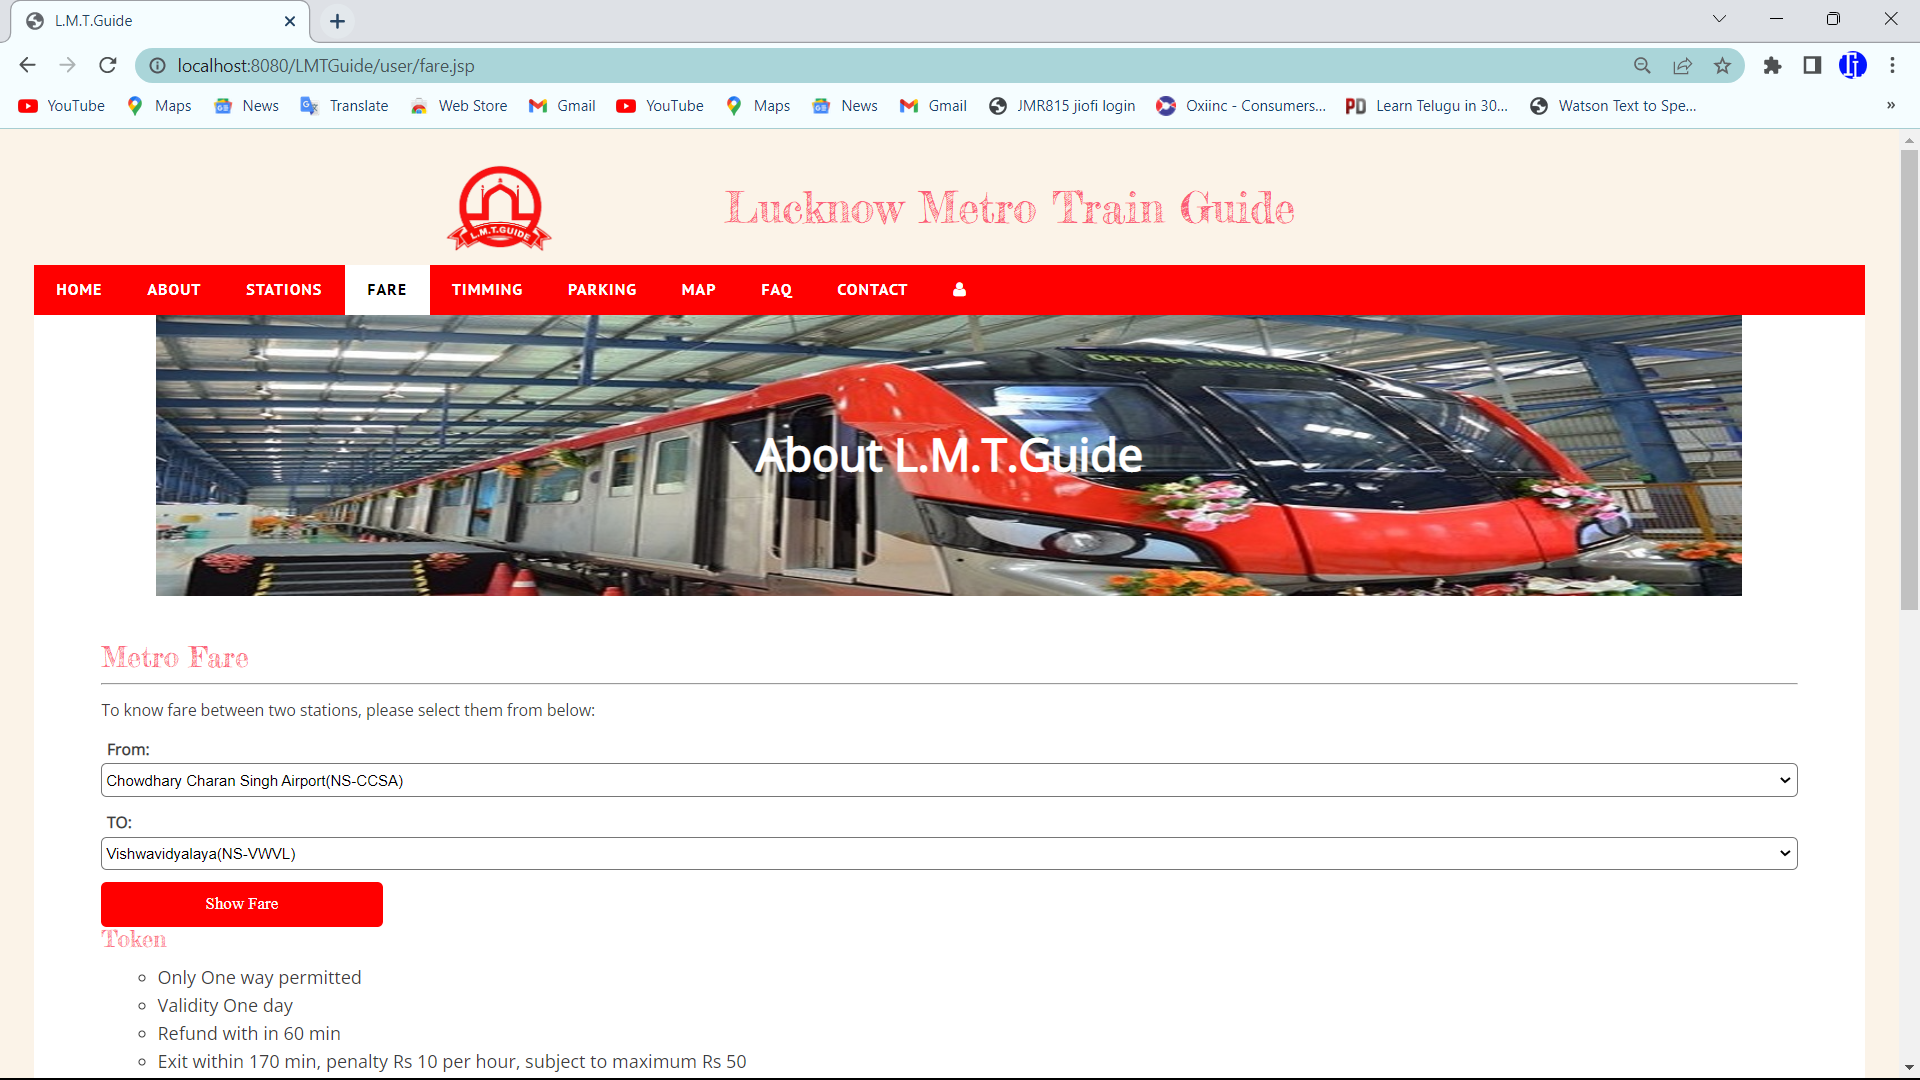 L.M.T.Guide
localhost:8080/LMTGuide/user/fare.jsp
YouTube Maps News Translate Web Store Gmail YouTube Maps News Gmail JMR815 jiofi login Oxiinc - Consumers... PD Learn Telugu in 30... Watson Text to Spe... »
L.M.T.GUIDE
Lucknow Metro Train Guide
HOME ABOUT STATIONS FARE TIMMING PARKING MAP FAQ CONTACT
LUCKNOW METRO
About L.M.T.Guide
Metro Fare
To know fare between two stations, please select them from below:
From:
Chowdhary Charan Singh Airport(NS-CCSA)
TO:
Vishwavidyalaya(NS-VWVL)
Show Fare
Token
Only One way permitted
Validity One day
Refund with in 60 min
Exit within 170 min, penalty Rs 10 per hour, subject to maximum Rs 50